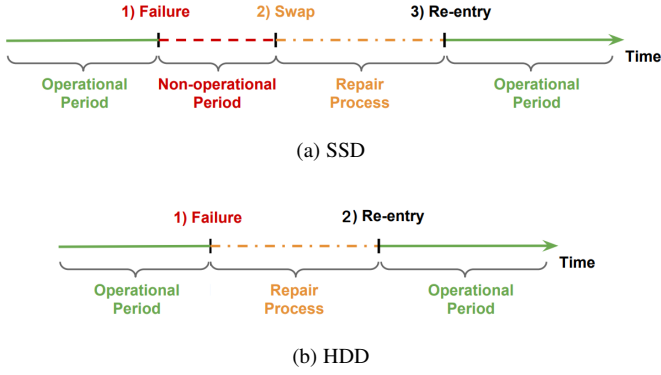 1) Failure 2) Swap 3) Re-entry
Time
Operational Period Non-operational Period Repair Process Operational Period
(a) SSD
1) Failure 2) Re-entry
Time
Operational Period Repair Process Operational Period
(b) HDD